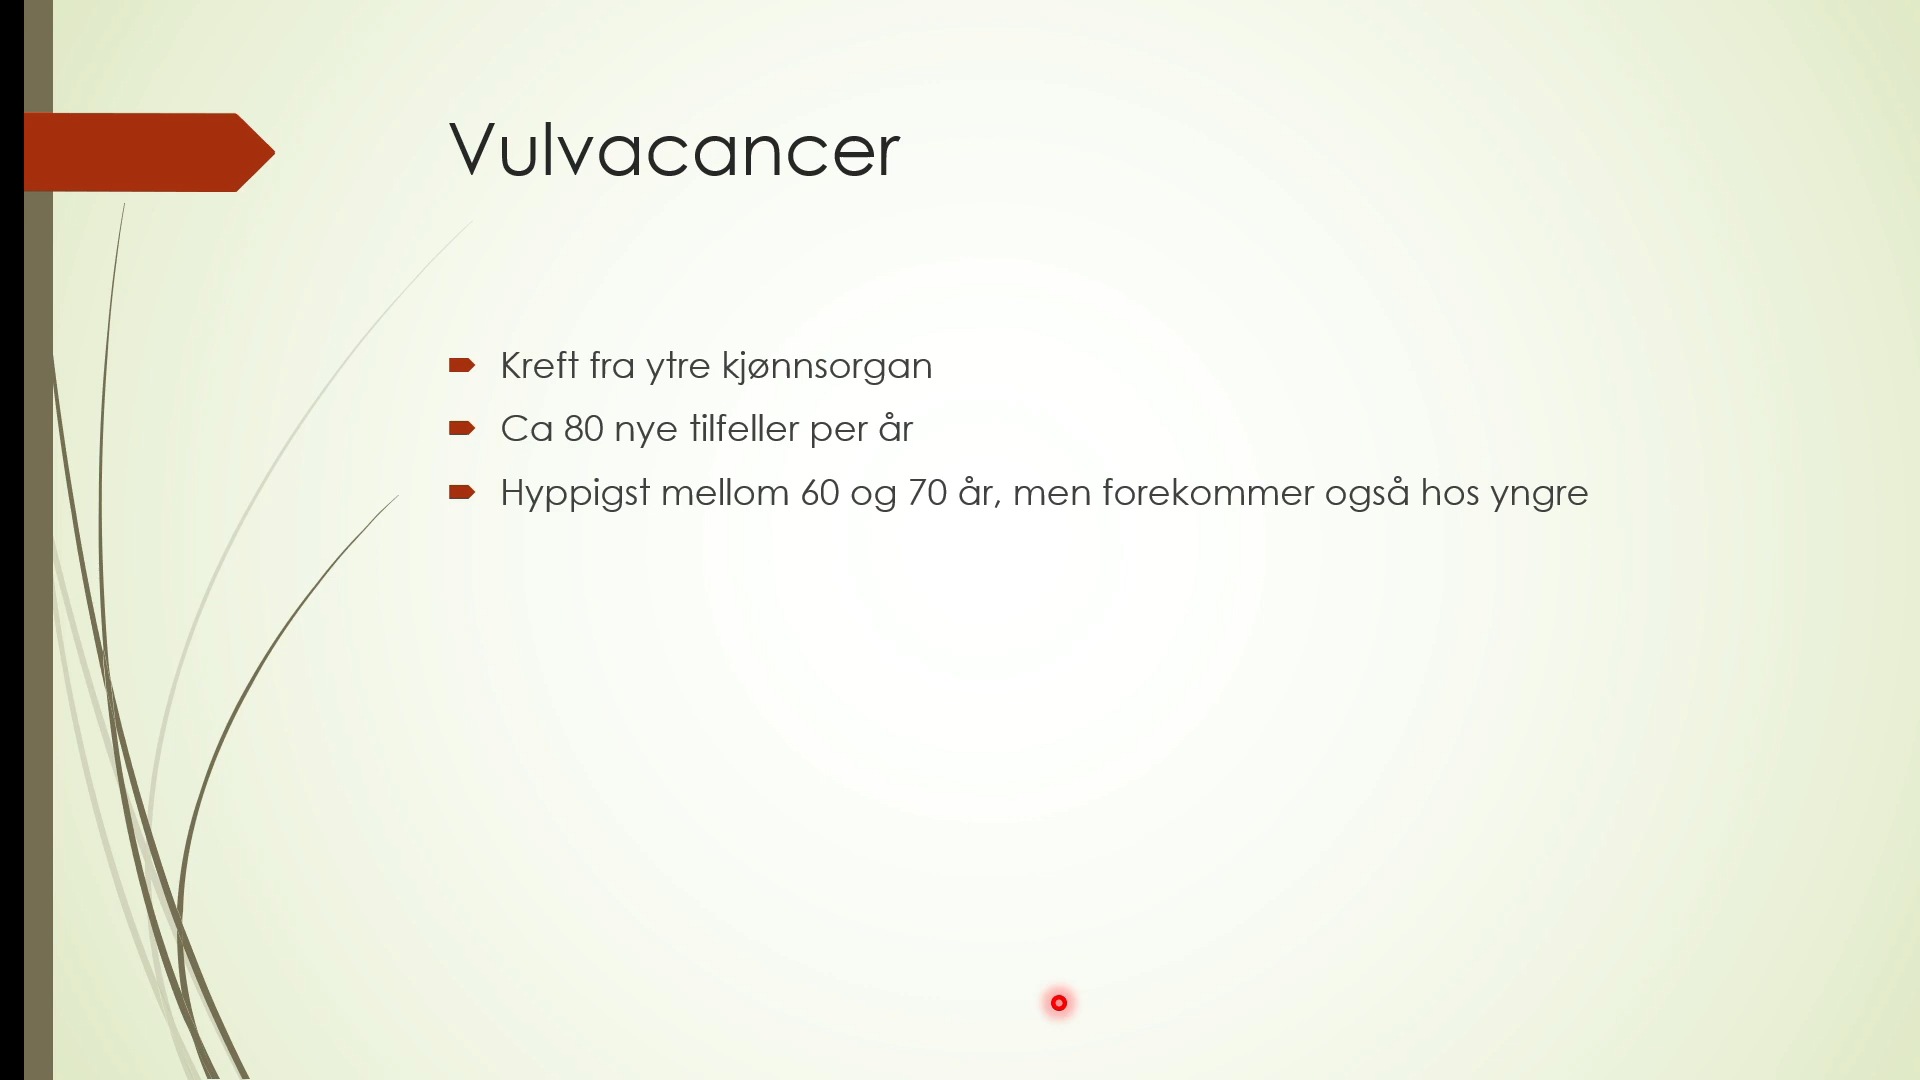 Vulvacancer
Kreft fra ytre kjønnsorgan
Ca 80 nye tilfeller per år
Hyppigst mellom 60 og 70 år, men forekommer også hos yngre